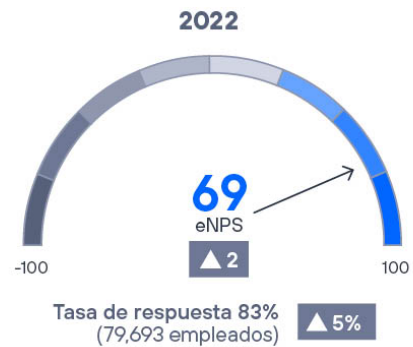 2022
69
eNPS
▲ 2
-100
100
Tasa de respuesta 83%
(79,693 empleados)
▲ 5%